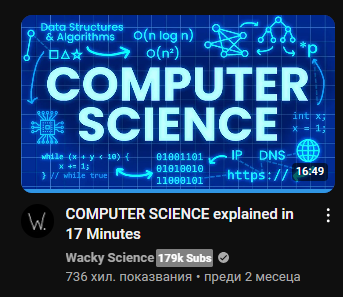 Data Structures
& Algorithms
O(n log n)
O(n²)
*p
COMPUTER
SCIENCE
int x;
x = 1;
while (x + y < 10) {
x += 1;
} // while true
01001101
01010010
11000101
IP DNS
https://
16:49
W.
COMPUTER SCIENCE explained in
17 Minutes
Wacky Science 179k Subs
736 хил. показвания • преди 2 месеца